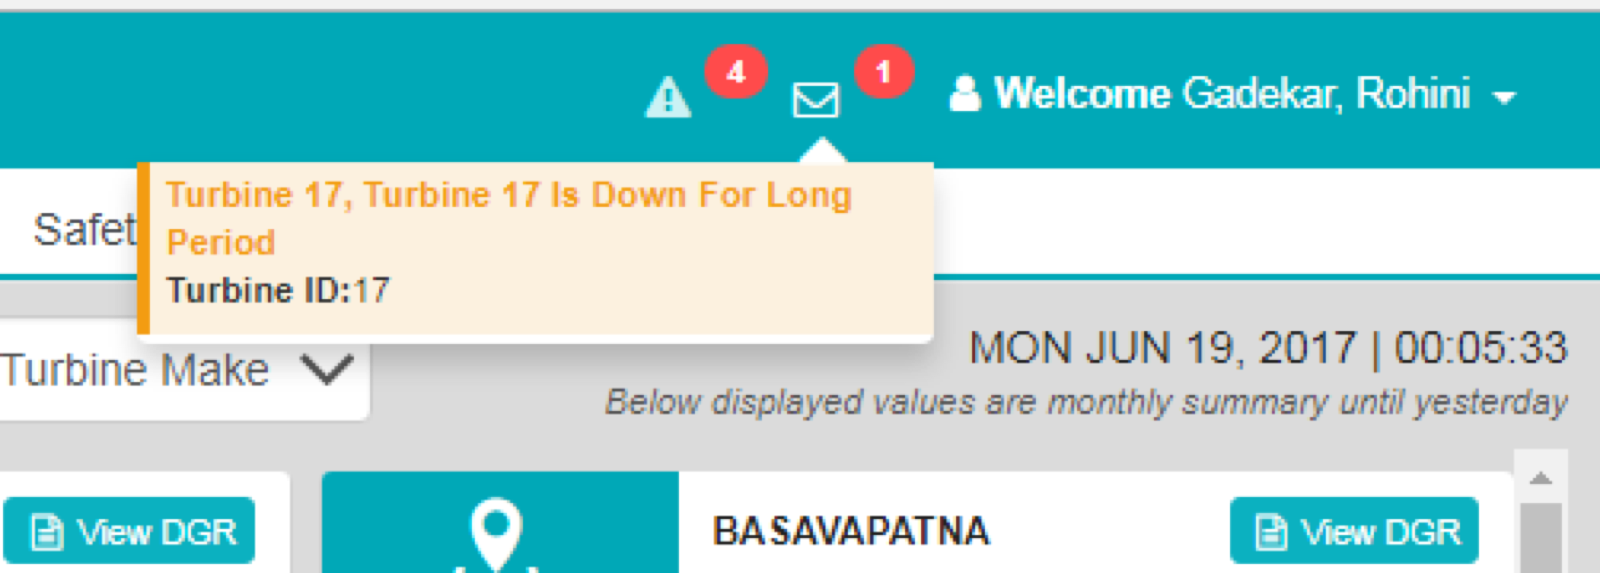 4
1
Welcome Gadekar, Rohini
Turbine 17, Turbine 17 Is Down For Long
Period
Turbine ID:17
Safet
Turbine Make
MON JUN 19, 2017 | 00:05:33
Below displayed values are monthly summary until yesterday
View DGR
BASAVAPATNA
View DGR